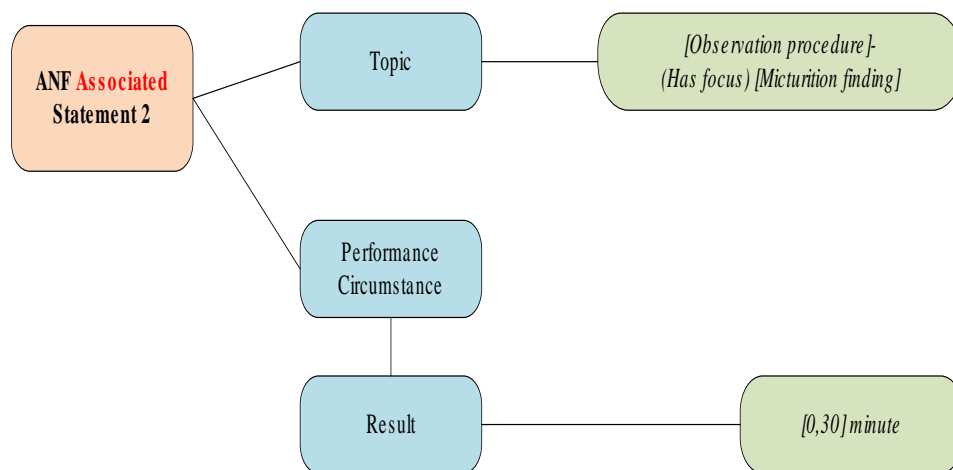 ANF Associated
Statement 2
Topic
[Observation procedure]-
(Has focus) [Micturition finding]
Performance
Circumstance
Result
[0,30] minute